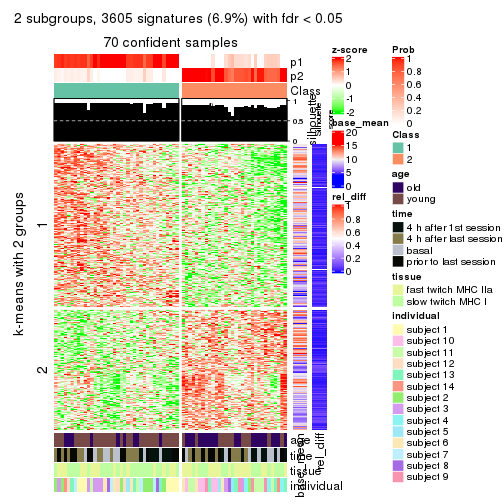 2 subgroups, 3605 signatures (6.9%) with fdr < 0.05
70 confident samples
k-means with 2 groups
1
2
p1
p2
Class
1
0.5
0
silhouette
score
age
time
tissue
individual
base_mean
rel_diff
z-score
2
1
0
-1
-2
base_mean
20
15
10
5
0
rel_diff
1
0.8
0.6
0.4
0.2
0
Prob
1
0.8
0.6
0.4
0.2
0
Class
1
2
age
old
young
time
4 h after 1st session
4 h after last session
basal
prior to last session
tissue
fast twitch MHC IIa
slow twitch MHC I
individual
subject 1
subject 10
subject 11
subject 12
subject 13
subject 14
subject 2
subject 3
subject 4
subject 5
subject 6
subject 7
subject 8
subject 9